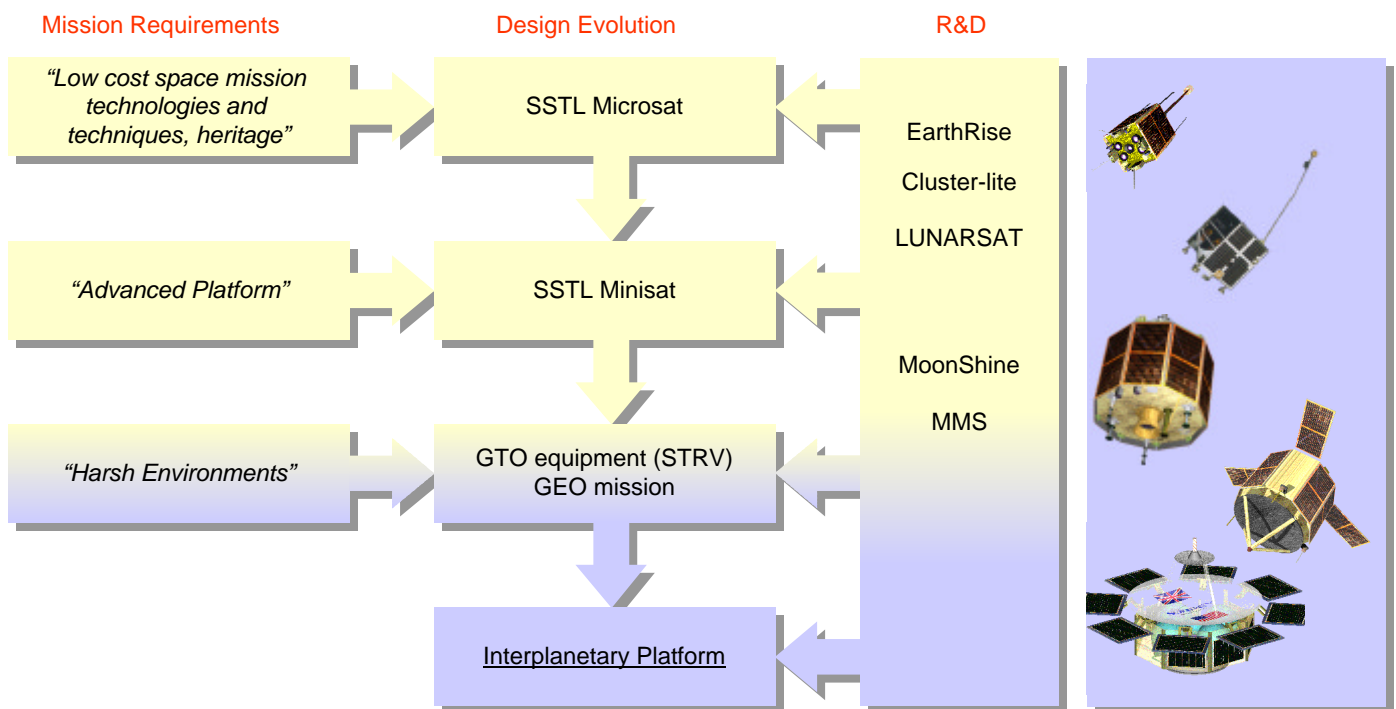 Mission Requirements
Design Evolution
R&D
“Low cost space mission
technologies and
techniques, heritage”
SSTL Microsat
EarthRise
Cluster-lite
LUNARSAT
“Advanced Platform”
SSTL Minisat
MoonShine
MMS
“Harsh Environments”
GTO equipment (STRV)
GEO mission
Interplanetary Platform